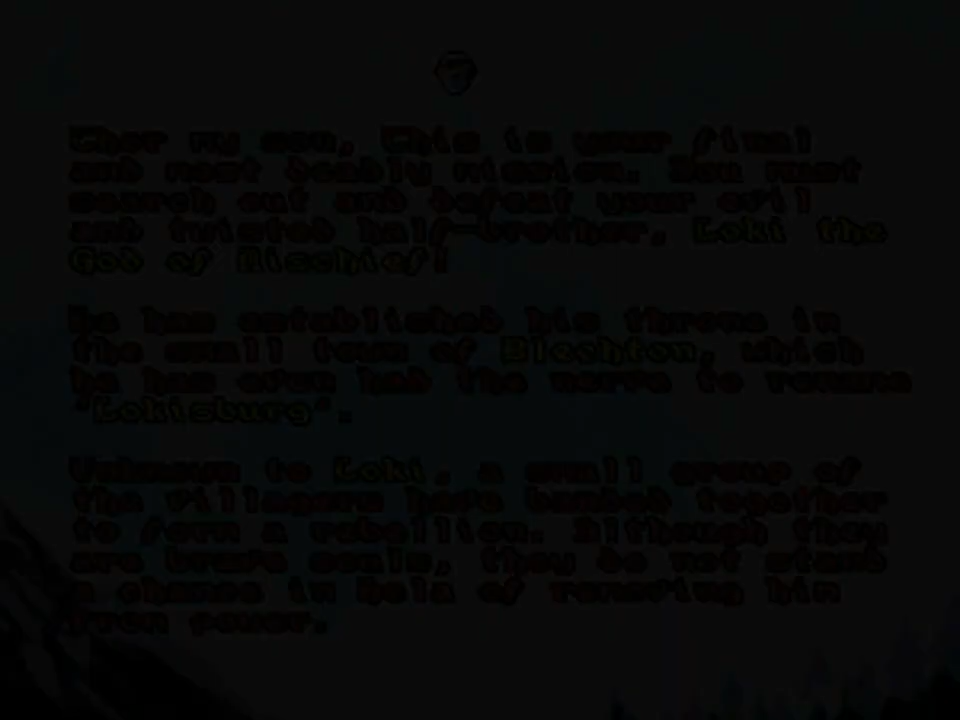 Thor my son, This is your final
and most deadly mission. You must
search out and defeat your evil
and twisted half-brother, Loki the
God of Mischief!
He has established his throne in
the small town of Blechton, which
he has even had the nerve to rename
"Lokisburg".
Unknown to Loki, a small group of
the villagers have banded together
to form a rebellion. Although they
are brave souls, they do not stand
a chance in Hela of removing him
from power.